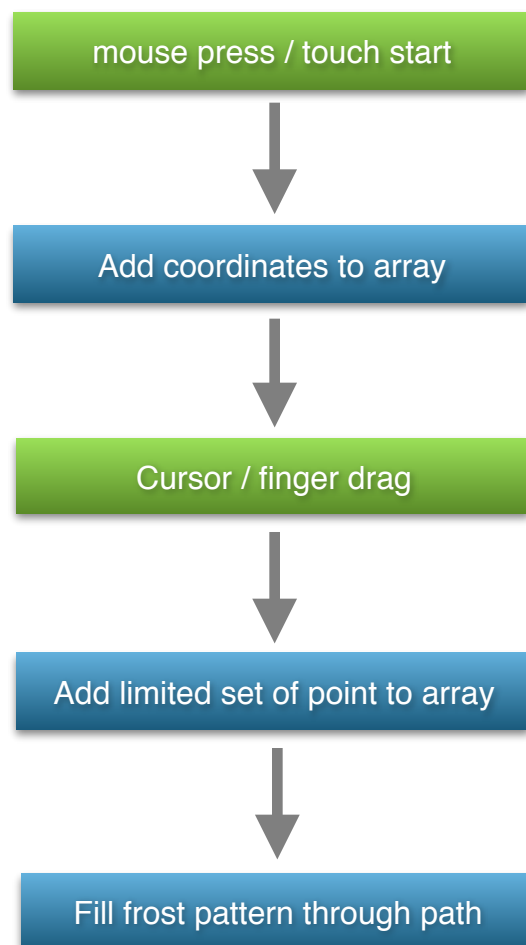 mouse press / touch start
Add coordinates to array
Cursor / finger drag
Add limited set of point to array
Fill frost pattern through path